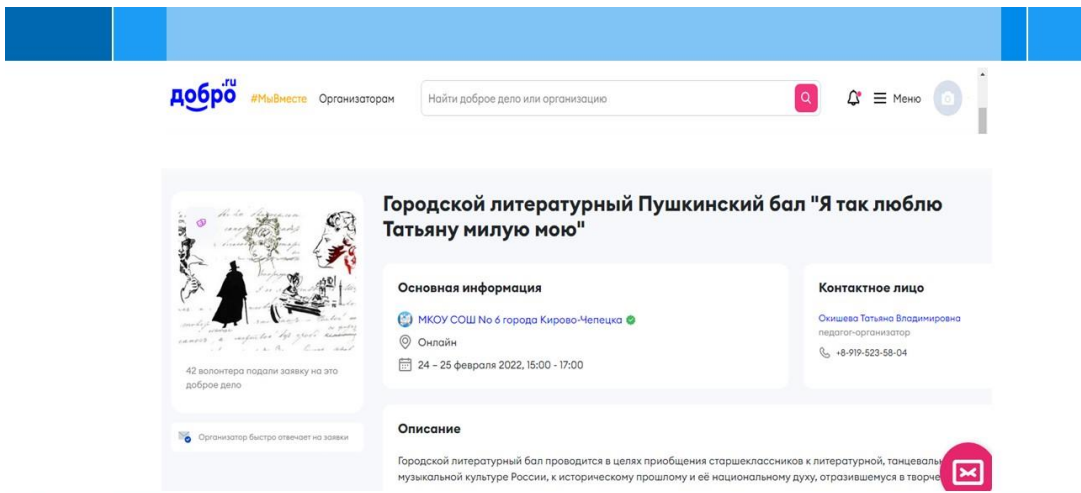 добро.ru
#МыВместе
Организаторам
Найти доброе дело или организацию
Меню
Городской литературный Пушкинский бал "Я так люблю
Татьяну милую мою"
Основная информация
МКОУ СОШ No 6 города Кирово-Чепецка
Онлайн
24 – 25 февраля 2022, 15:00 - 17:00
Контактное лицо
Окишева Татьяна Владимировна
педагог-организатор
+8-919-523-58-04
42 волонтера подали заявку на это
доброе дело
Организатор быстро отвечает на заявки
Описание
Городской литературный бал проводится в целях приобщения старшеклассников к литературной, танцеваль
музыкальной культуре России, к историческому прошлому и её национальному духу, отразившемуся в творче